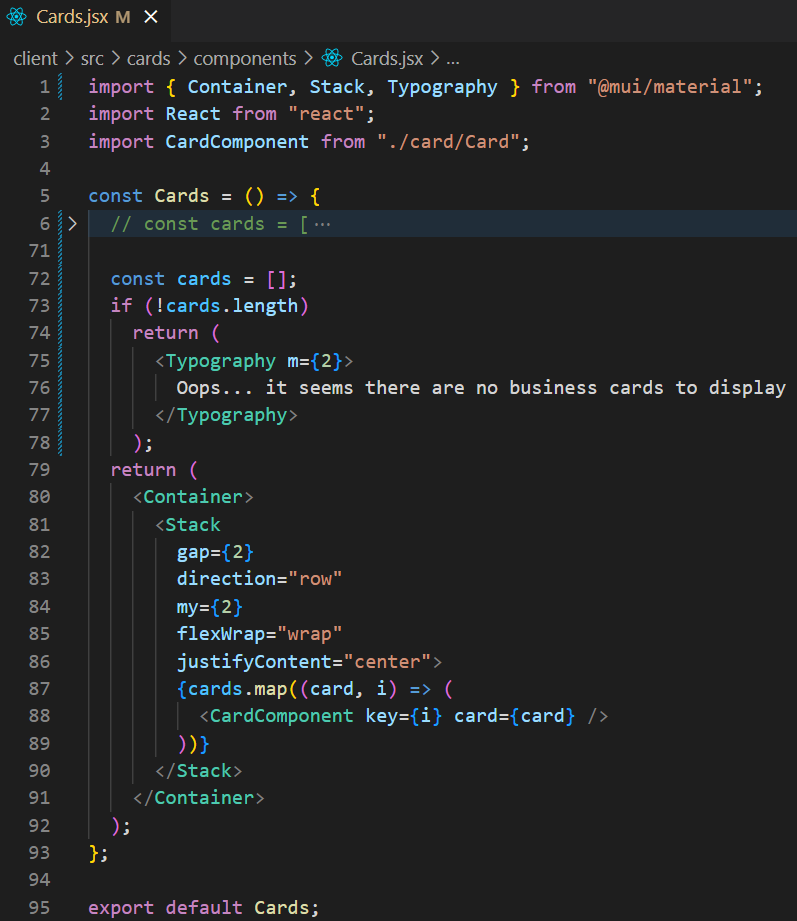 Cards.jsx M ×
client > src > cards > components > Cards.jsx > ...
1 import { Container, Stack, Typography } from "@mui/material";
2 import React from "react";
3 import CardComponent from "./card/Card";
4
5 const Cards = () => {
6 > // const cards = [ ···
71
72 const cards = [];
73 if (!cards.length)
74 return (
75 <Typography m={2}>
76 Oops... it seems there are no business cards to display
77 </Typography>
78 );
79 return (
80 <Container>
81 <Stack
82 gap={2}
83 direction="row"
84 my={2}
85 flexWrap="wrap"
86 justifyContent="center">
87 {cards.map((card, i) => (
88 <CardComponent key={i} card={card} />
89 ))}
90 </Stack>
91 </Container>
92 );
93 };
94
95 export default Cards;